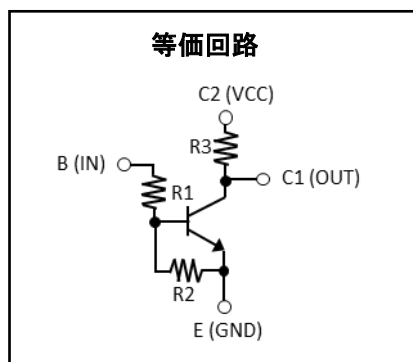 等価回路
C2 (VCC)
R3
B (IN)
C1 (OUT)
R1
R2
E (GND)